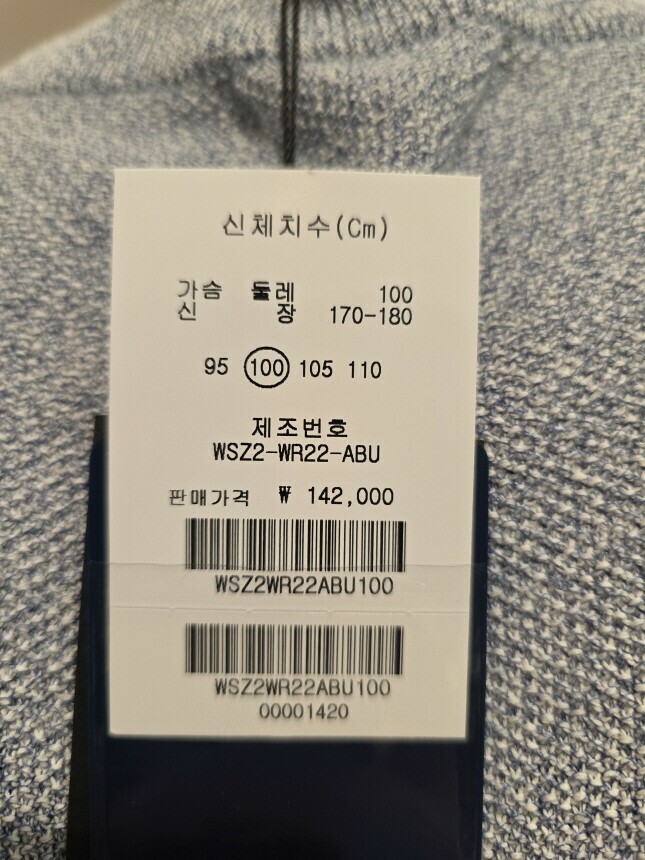 신체치수(Cm)
가슴 둘레 100
신 장 170-180
95 100 105 110
제조번호
WSZ2-WR22-ABU
판매가격 ₩ 142,000
WSZ2WR22ABU100
WSZ2WR22ABU100
00001420